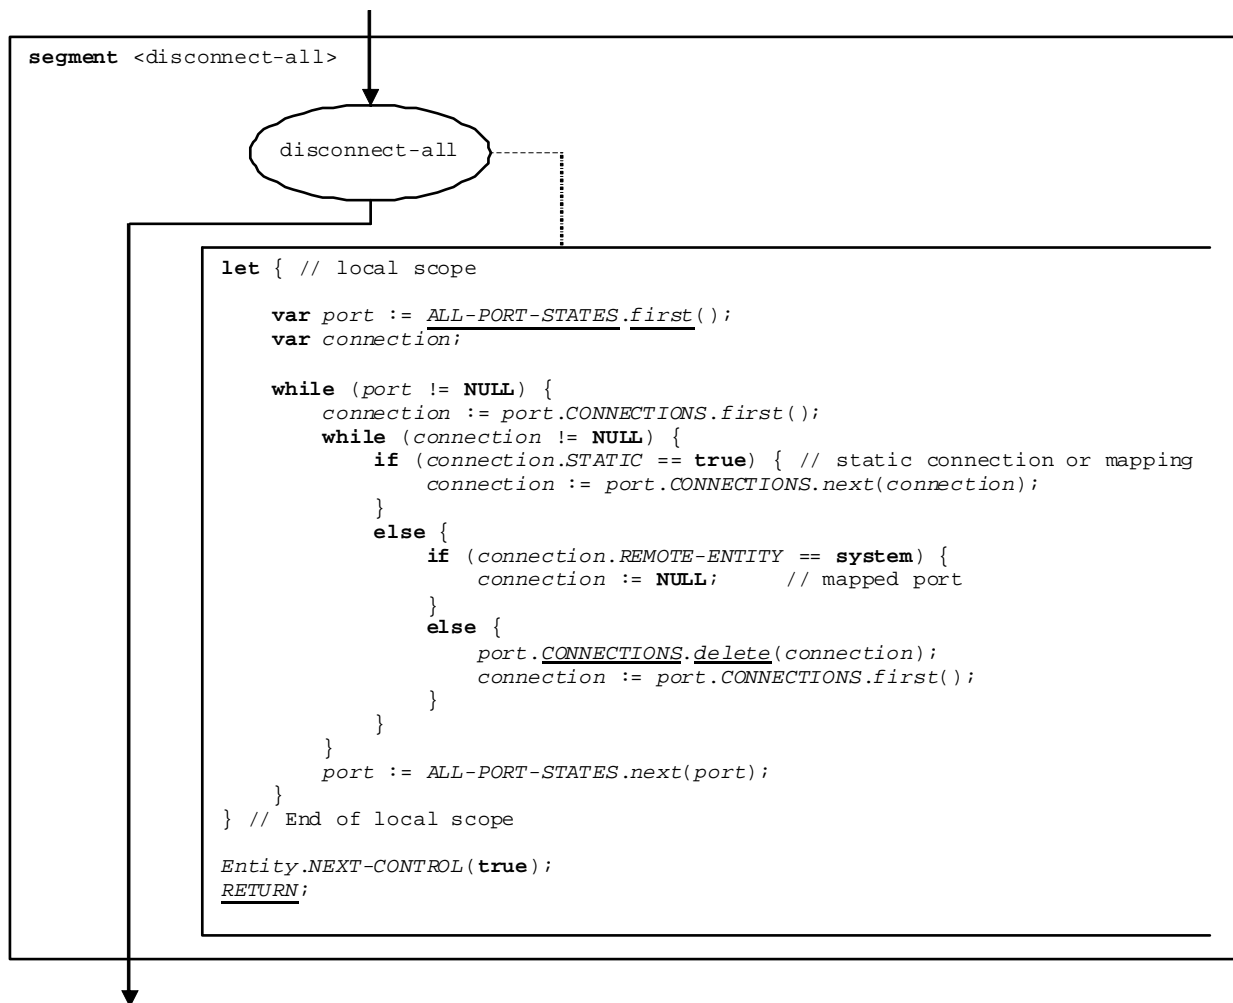 segment <disconnect-all>
disconnect-all
let { // local scope
var port := ALL-PORT-STATES.first();
var connection;
while (port != NULL) {
connection := port.CONNECTIONS.first();
while (connection != NULL) {
if (connection.STATIC == true) { // static connection or mapping
connection := port.CONNECTIONS.next(connection);
}
else {
if (connection.REMOTE-ENTITY == system) {
connection := NULL; // mapped port
}
else {
port.CONNECTIONS.delete(connection);
connection := port.CONNECTIONS.first();
}
}
}
port := ALL-PORT-STATES.next(port);
}
} // End of local scope
Entity.NEXT-CONTROL(true);
RETURN;